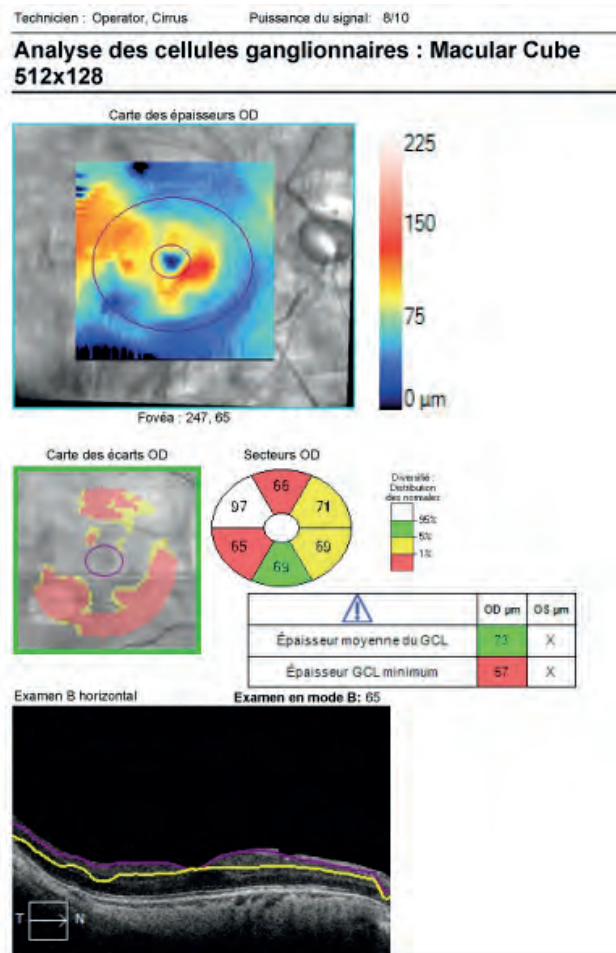 Technicien : Operator, Cirrus Puissance du signal: 8/10
Analyse des cellules ganglionnaires : Macular Cube
512x128
Carte des épaisseurs OD
225
150
75
0 µm
Fovéa : 247, 65
Carte des écarts OD Secteurs OD
Diversifié :
Distribution
des normales
95%
5%
1%
66
97 71
65 69
69
OD µm OS µm
Épaisseur moyenne du GCL 73 X
Épaisseur GCL minimum 57 X
Examen B horizontal Examen en mode B: 65
T N